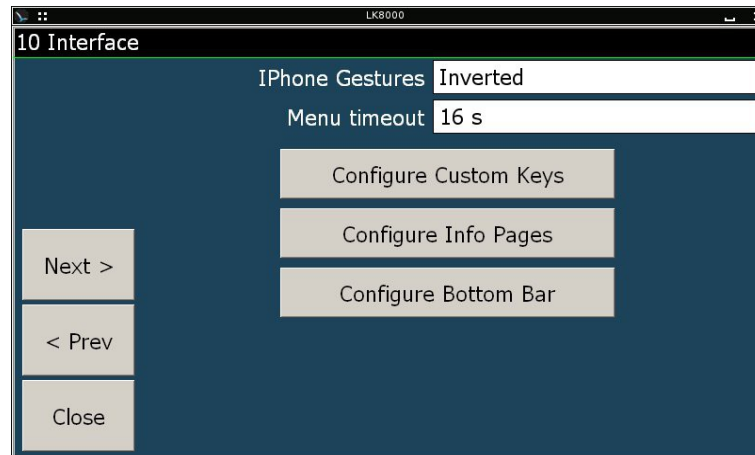 LK8000
10 Interface
IPhone Gestures Inverted
Menu timeout 16 s
Configure Custom Keys
Configure Info Pages
Configure Bottom Bar
Next >
< Prev
Close